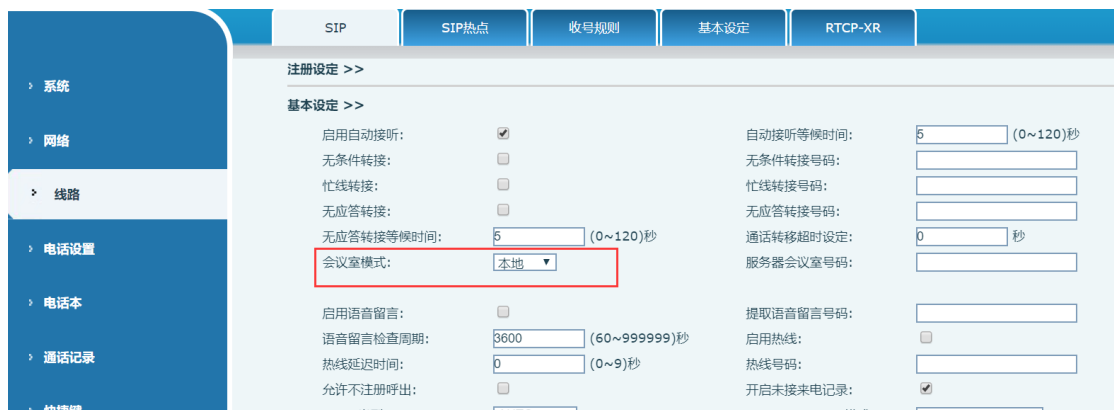 SIP SIP热点 收号规则 基本设定 RTCP-XR
系统
网络
线路
电话设置
电话本
通话记录
快捷键
注册设定 >>
基本设定 >>
启用自动接听: 自动接听等候时间: 5 (0~120)秒
无条件转接: 无条件转接号码:
忙线转接: 忙线转接号码:
无应答转接: 无应答转接号码:
无应答转接等候时间: 5 (0~120)秒 通话转移超时设定: 0 秒
会议室模式: 本地 服务器会议室号码:
启用语音留言: 提取语音留言号码:
语音留言检查周期: 3600 (60~999999)秒 启用热线:
热线延迟时间: 0 (0~9)秒 热线号码:
允许不注册呼出: 开启未接来电记录: